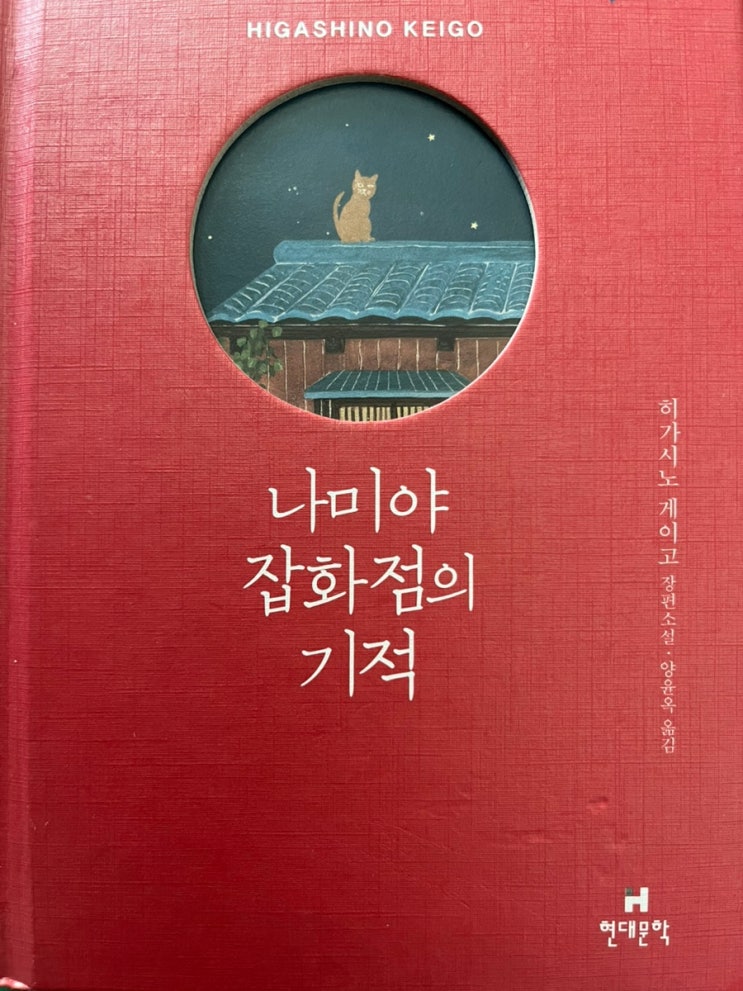 HIGASHINO KEIGO
나미야
잡화점의
기적
히가시노 게이고 장편소설 · 양윤옥 옮김
현대문학